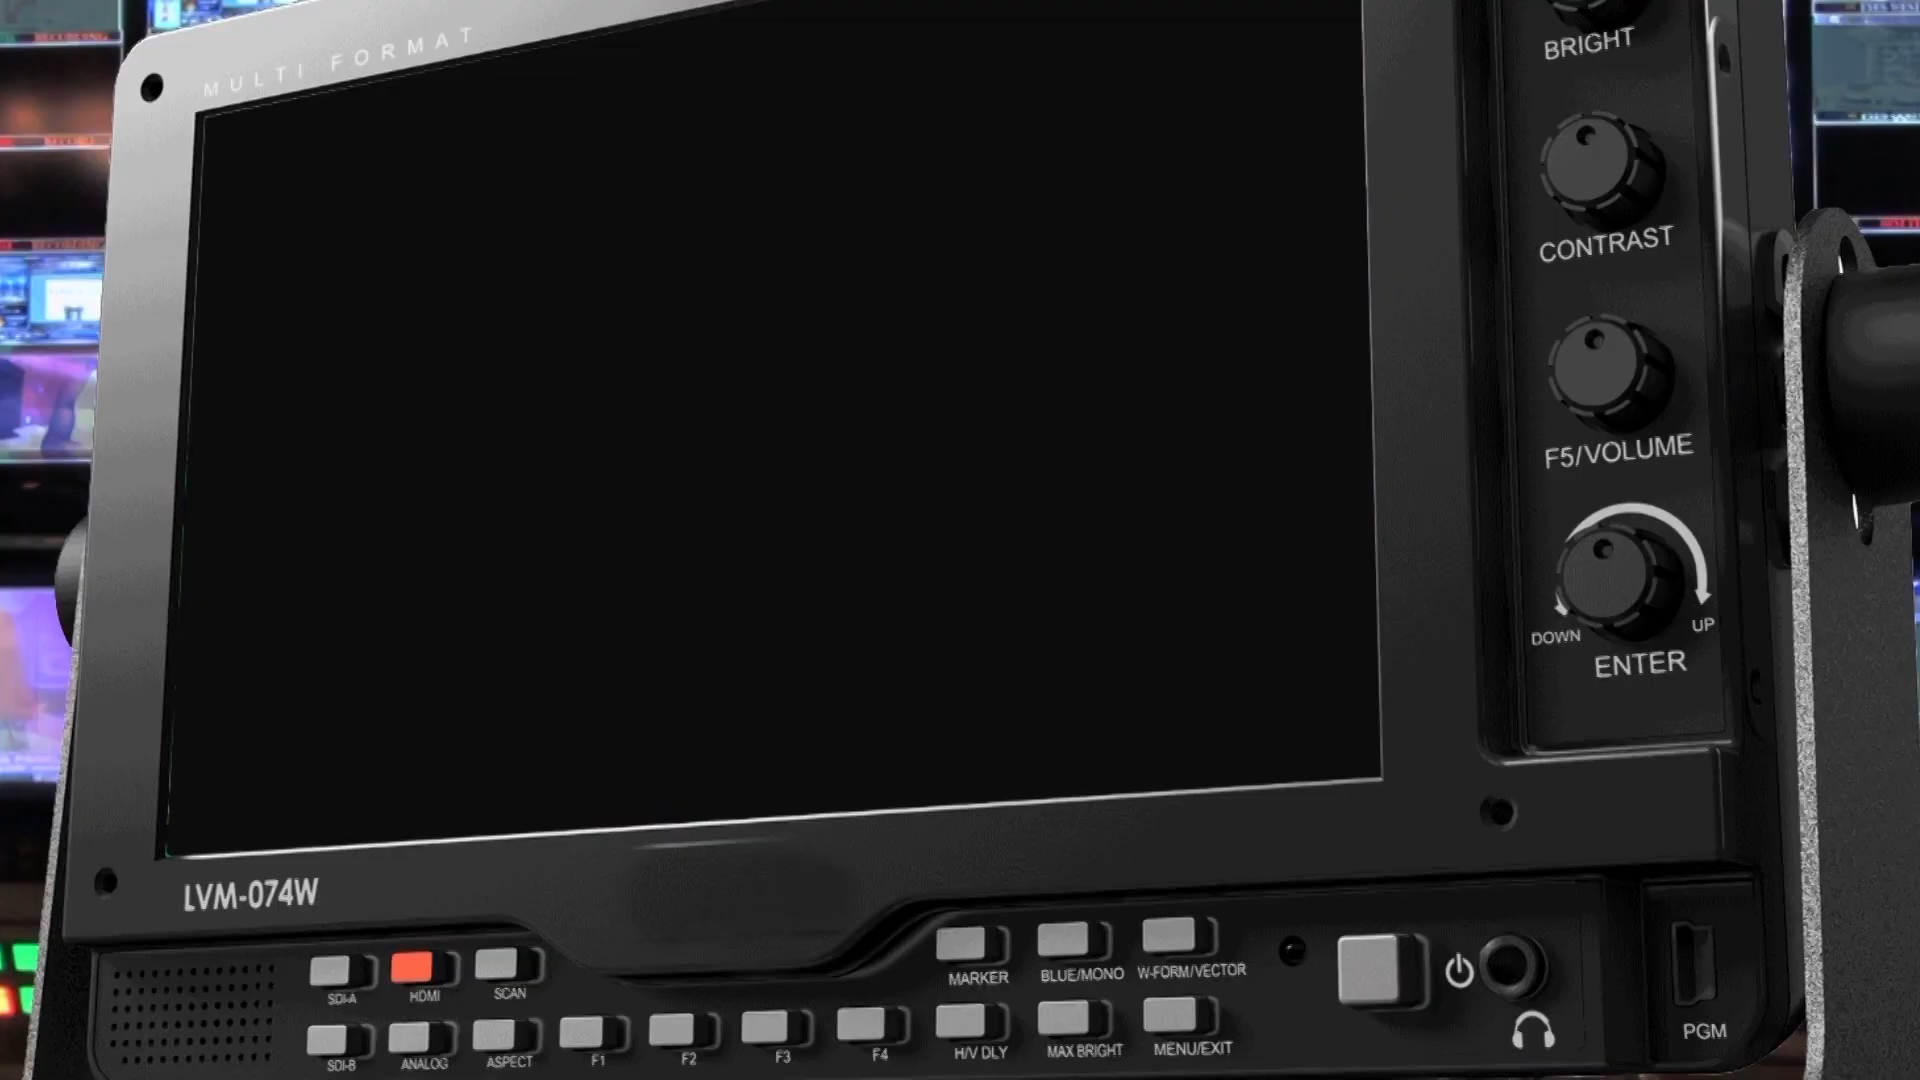 MULTI FORMAT
BRIGHT
CONTRAST
F5/VOLUME
DOWN
UP
ENTER
LVM-074W
SDI-A
HDMI
SCAN
MARKER
BLUE/MONO
W-FORM/VECTOR
SDI-B
ANALOG
ASPECT
F1
F2
F3
F4
H/V DLY
MAX BRIGHT
MENU/EXIT
PGM